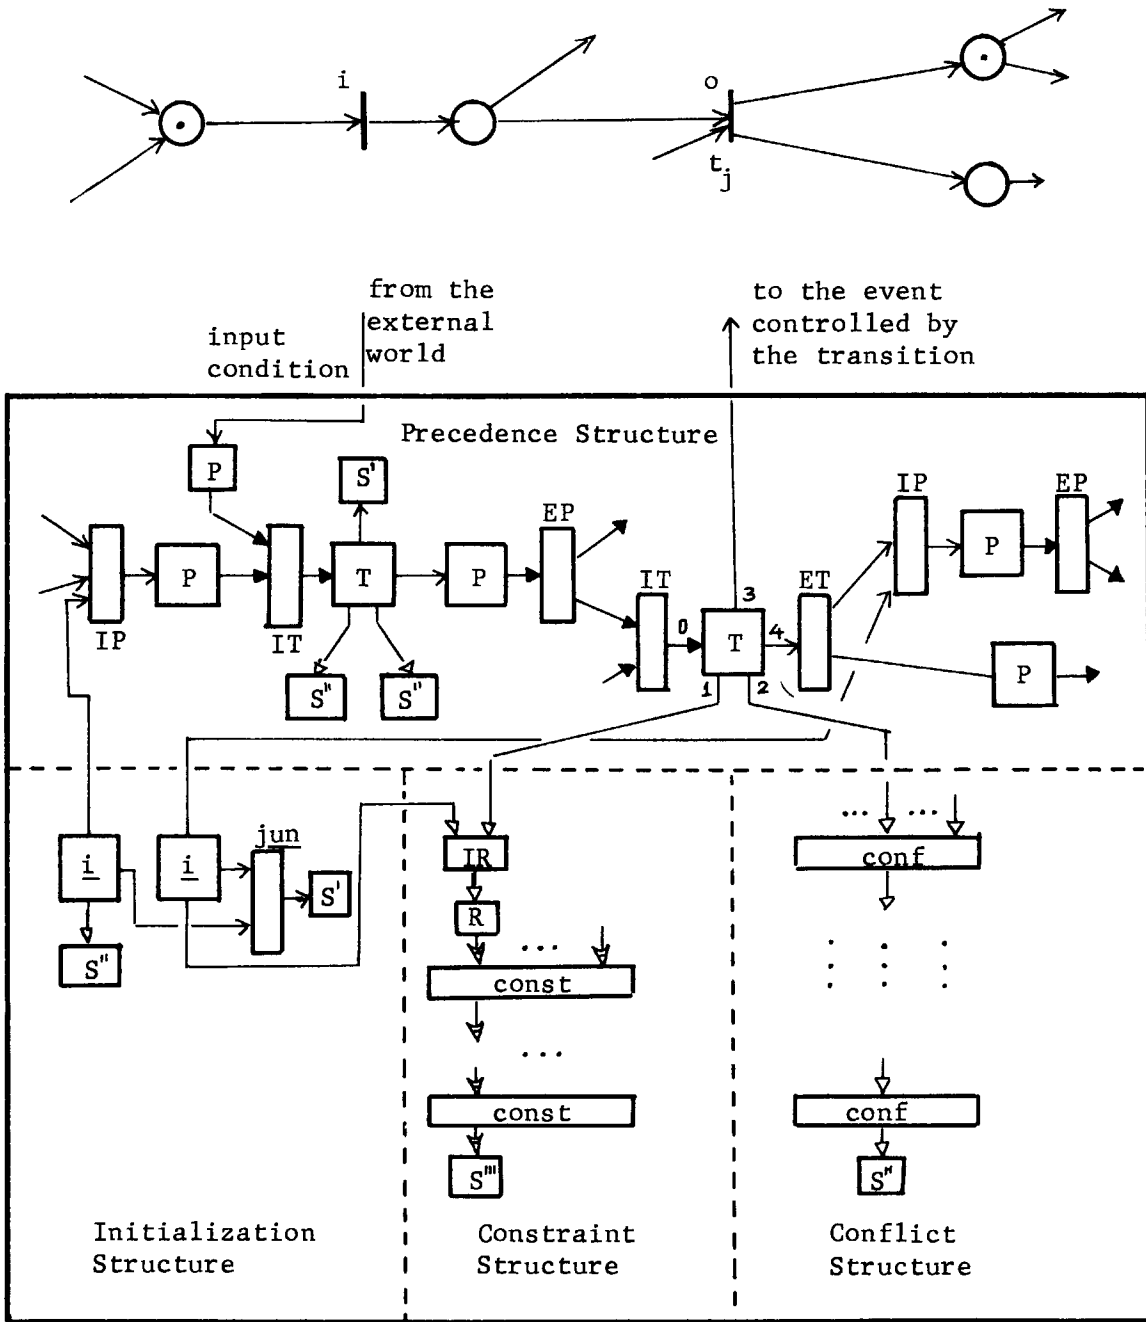 i
o
t_j
from the
external
world
input
condition
to the event
controlled by
the transition
Precedence Structure
P
S'
IP
EP
EP
IP
P
IT
T
P
IT
0
3
T
4
ET
P
P
1
2
S"
S"
i
i
jun
S'
S"
IR
R
...
const
...
const
S'''
... ...
conf
conf
S"
Initialization
Structure
Constraint
Structure
Conflict
Structure